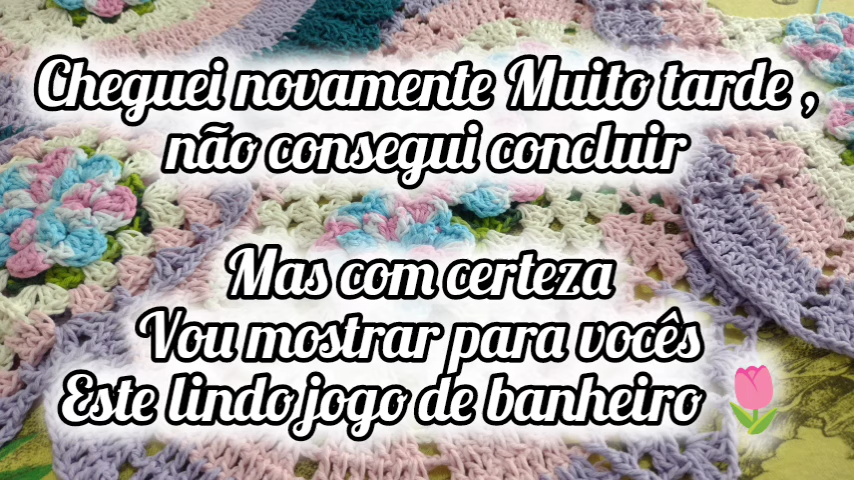 Cheguei novamente Muito tarde ,
não consegui concluir
Mas com certeza
Vou mostrar para vocês
Este lindo jogo de banheiro